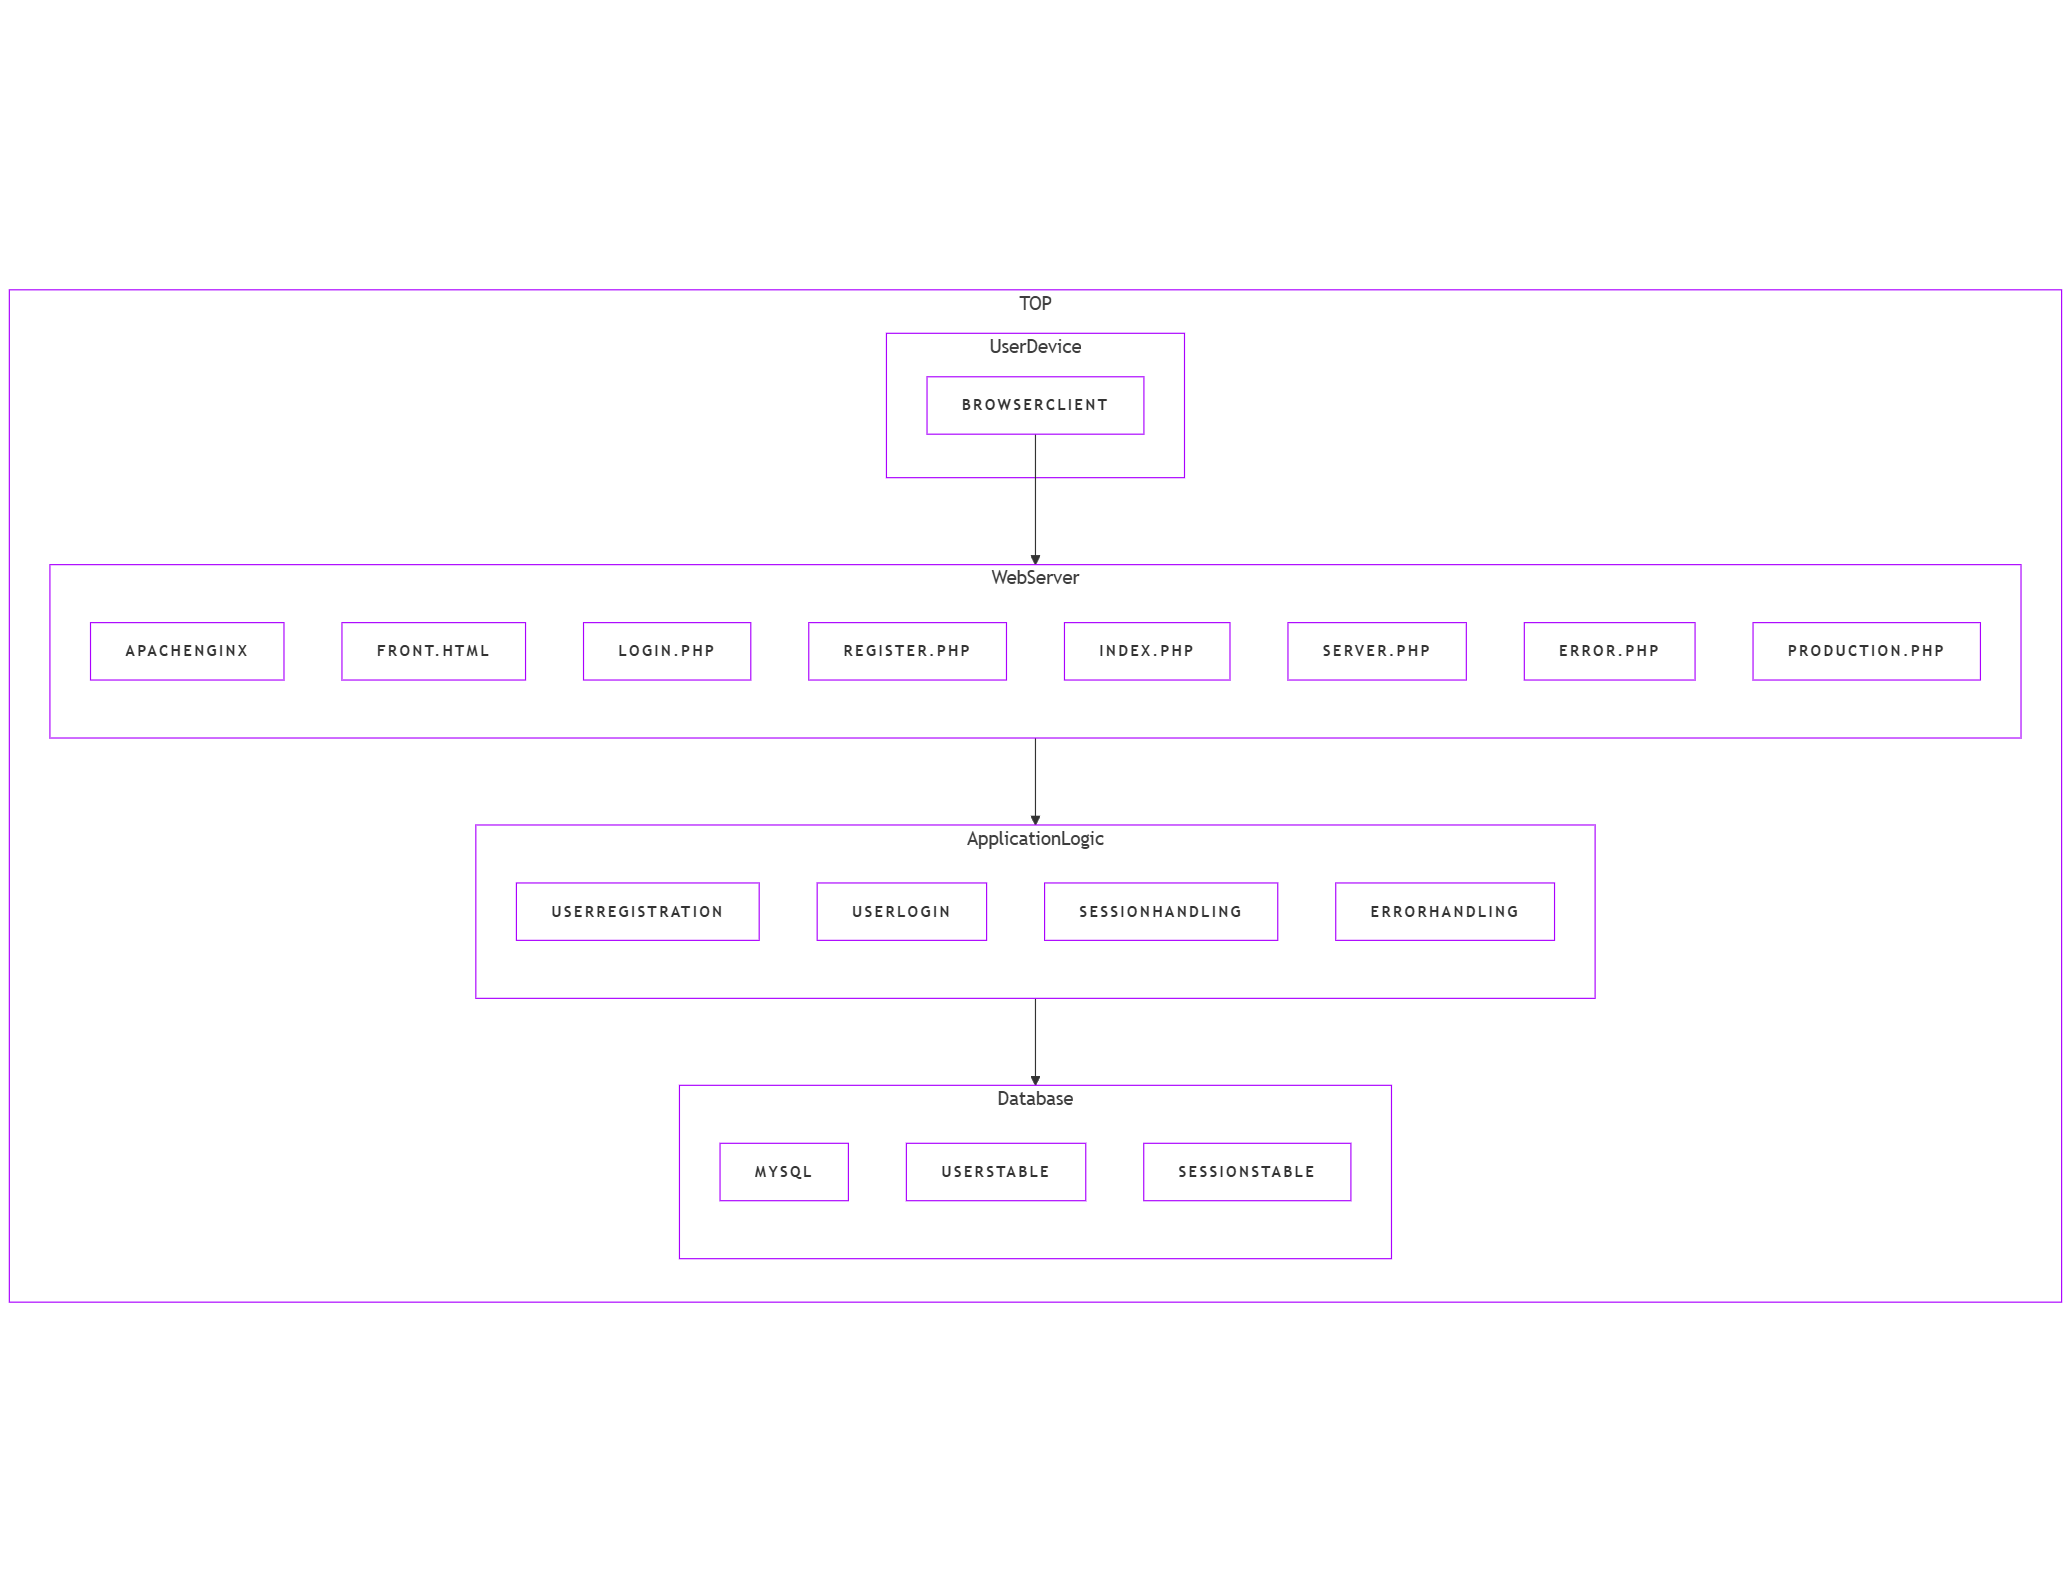 TOP
UserDevice
BROWSERCLIENT
WebServer
APACHENGINX FRONT.HTML LOGIN.PHP REGISTER.PHP INDEX.PHP SERVER.PHP ERROR.PHP PRODUCTION.PHP
ApplicationLogic
USERREGISTRATION USERLOGIN SESSIONHANDLING ERRORHANDLING
Database
MYSQL USERSTABLE SESSIONSTABLE